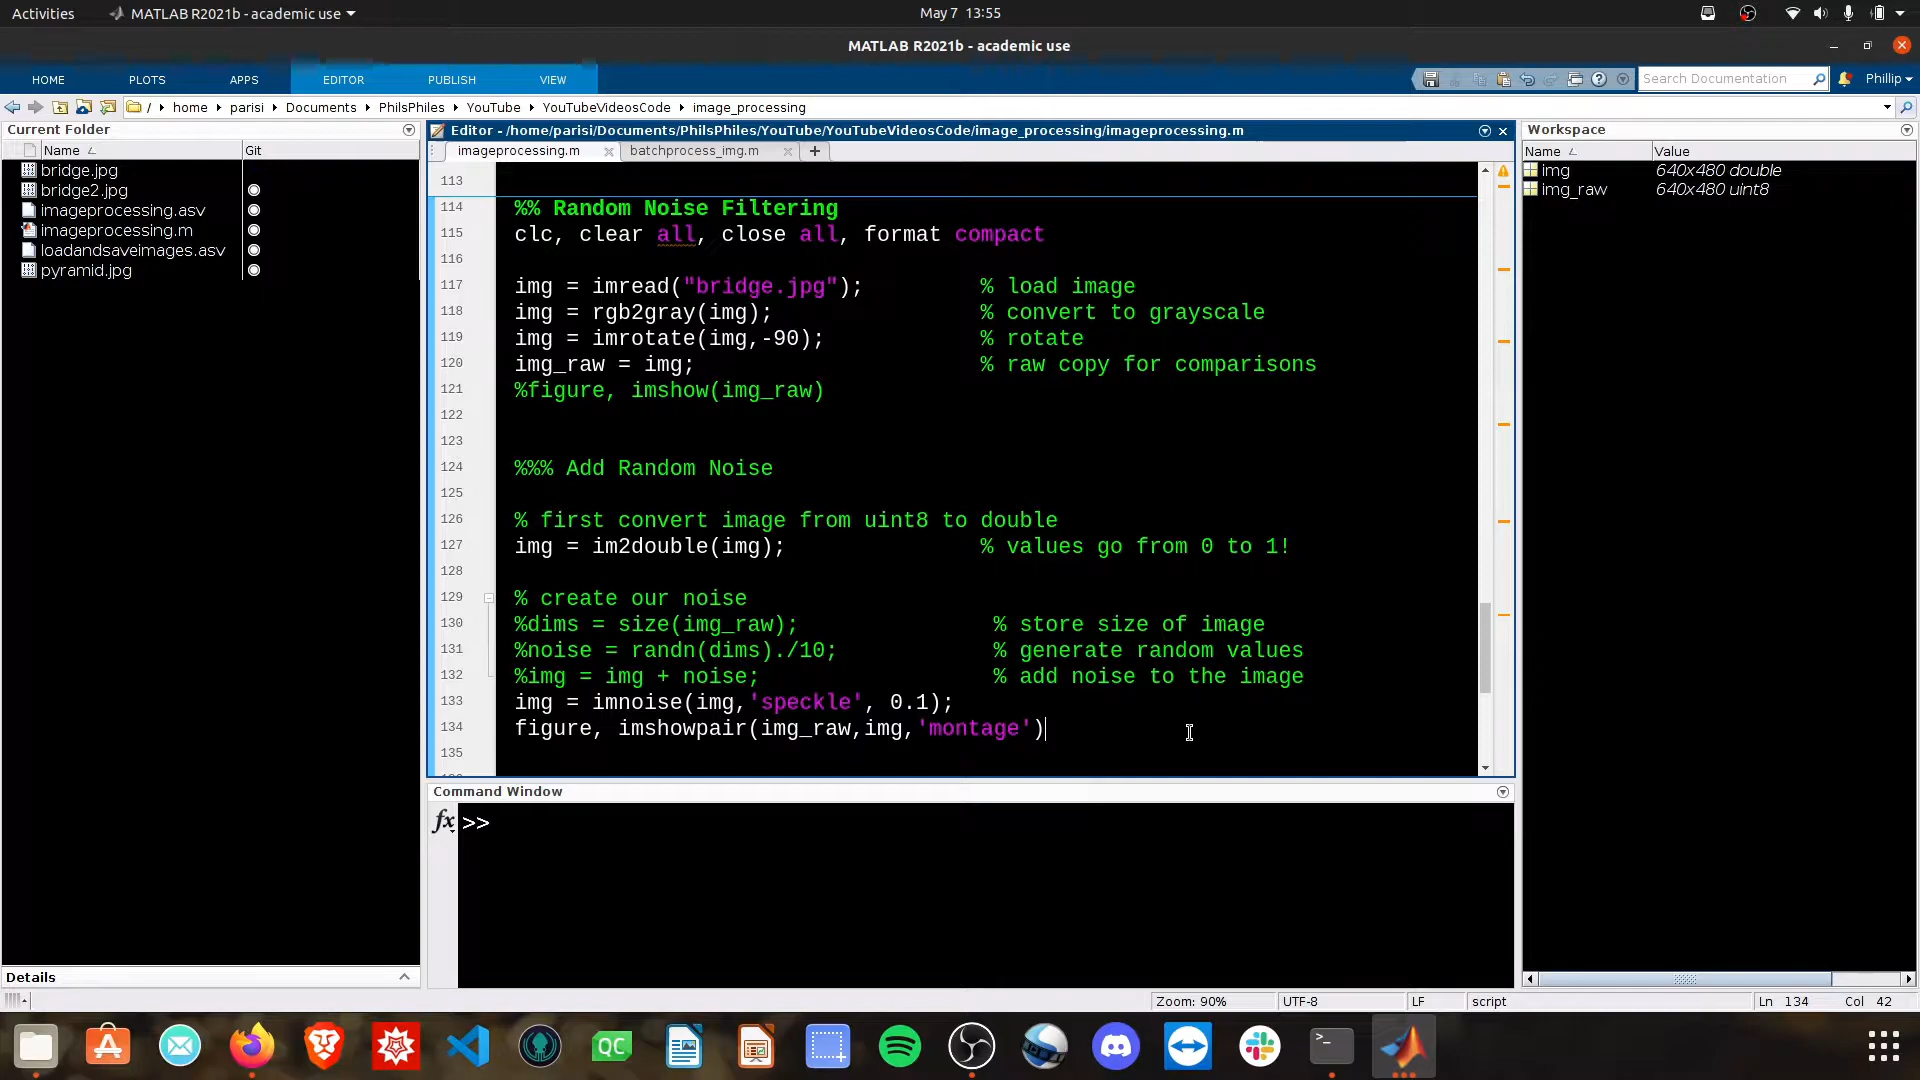 Activities
MATLAB R2021b - academic use
May 7 13:55
MATLAB R2021b - academic use
HOME
PLOTS
APPS
EDITOR
PUBLISH
VIEW
Search Documentation
Phillip
/ home parisi Documents PhilsPhiles YouTube YouTubeVideosCode image_processing
Current Folder
Name
Git
bridge.jpg
bridge2.jpg
imageprocessing.asv
imageprocessing.m
loadandsaveimages.asv
pyramid.jpg
Details
Editor - /home/parisi/Documents/PhilsPhiles/YouTube/YouTubeVideosCode/image_processing/imageprocessing.m
imageprocessing.m
batchprocess_img.m
113
114 %% Random Noise Filtering
115 clc, clear all, close all, format compact
116
117 img = imread("bridge.jpg"); % load image
118 img = rgb2gray(img); % convert to grayscale
119 img = imrotate(img,-90); % rotate
120 img_raw = img; % raw copy for comparisons
121 %figure, imshow(img_raw)
122
123
124 %%% Add Random Noise
125
126 % first convert image from uint8 to double
127 img = im2double(img); % values go from 0 to 1!
128
129 % create our noise
130 %dims = size(img_raw); % store size of image
131 %noise = randn(dims)./10; % generate random values
132 %img = img + noise; % add noise to the image
133 img = imnoise(img,'speckle', 0.1);
134 figure, imshowpair(img_raw,img,'montage')
135
Command Window
fx >>
Workspace
Name
Value
img 640x480 double
img_raw 640x480 uint8
Zoom: 90%
UTF-8
LF
script
Ln 134 Col 42
QC